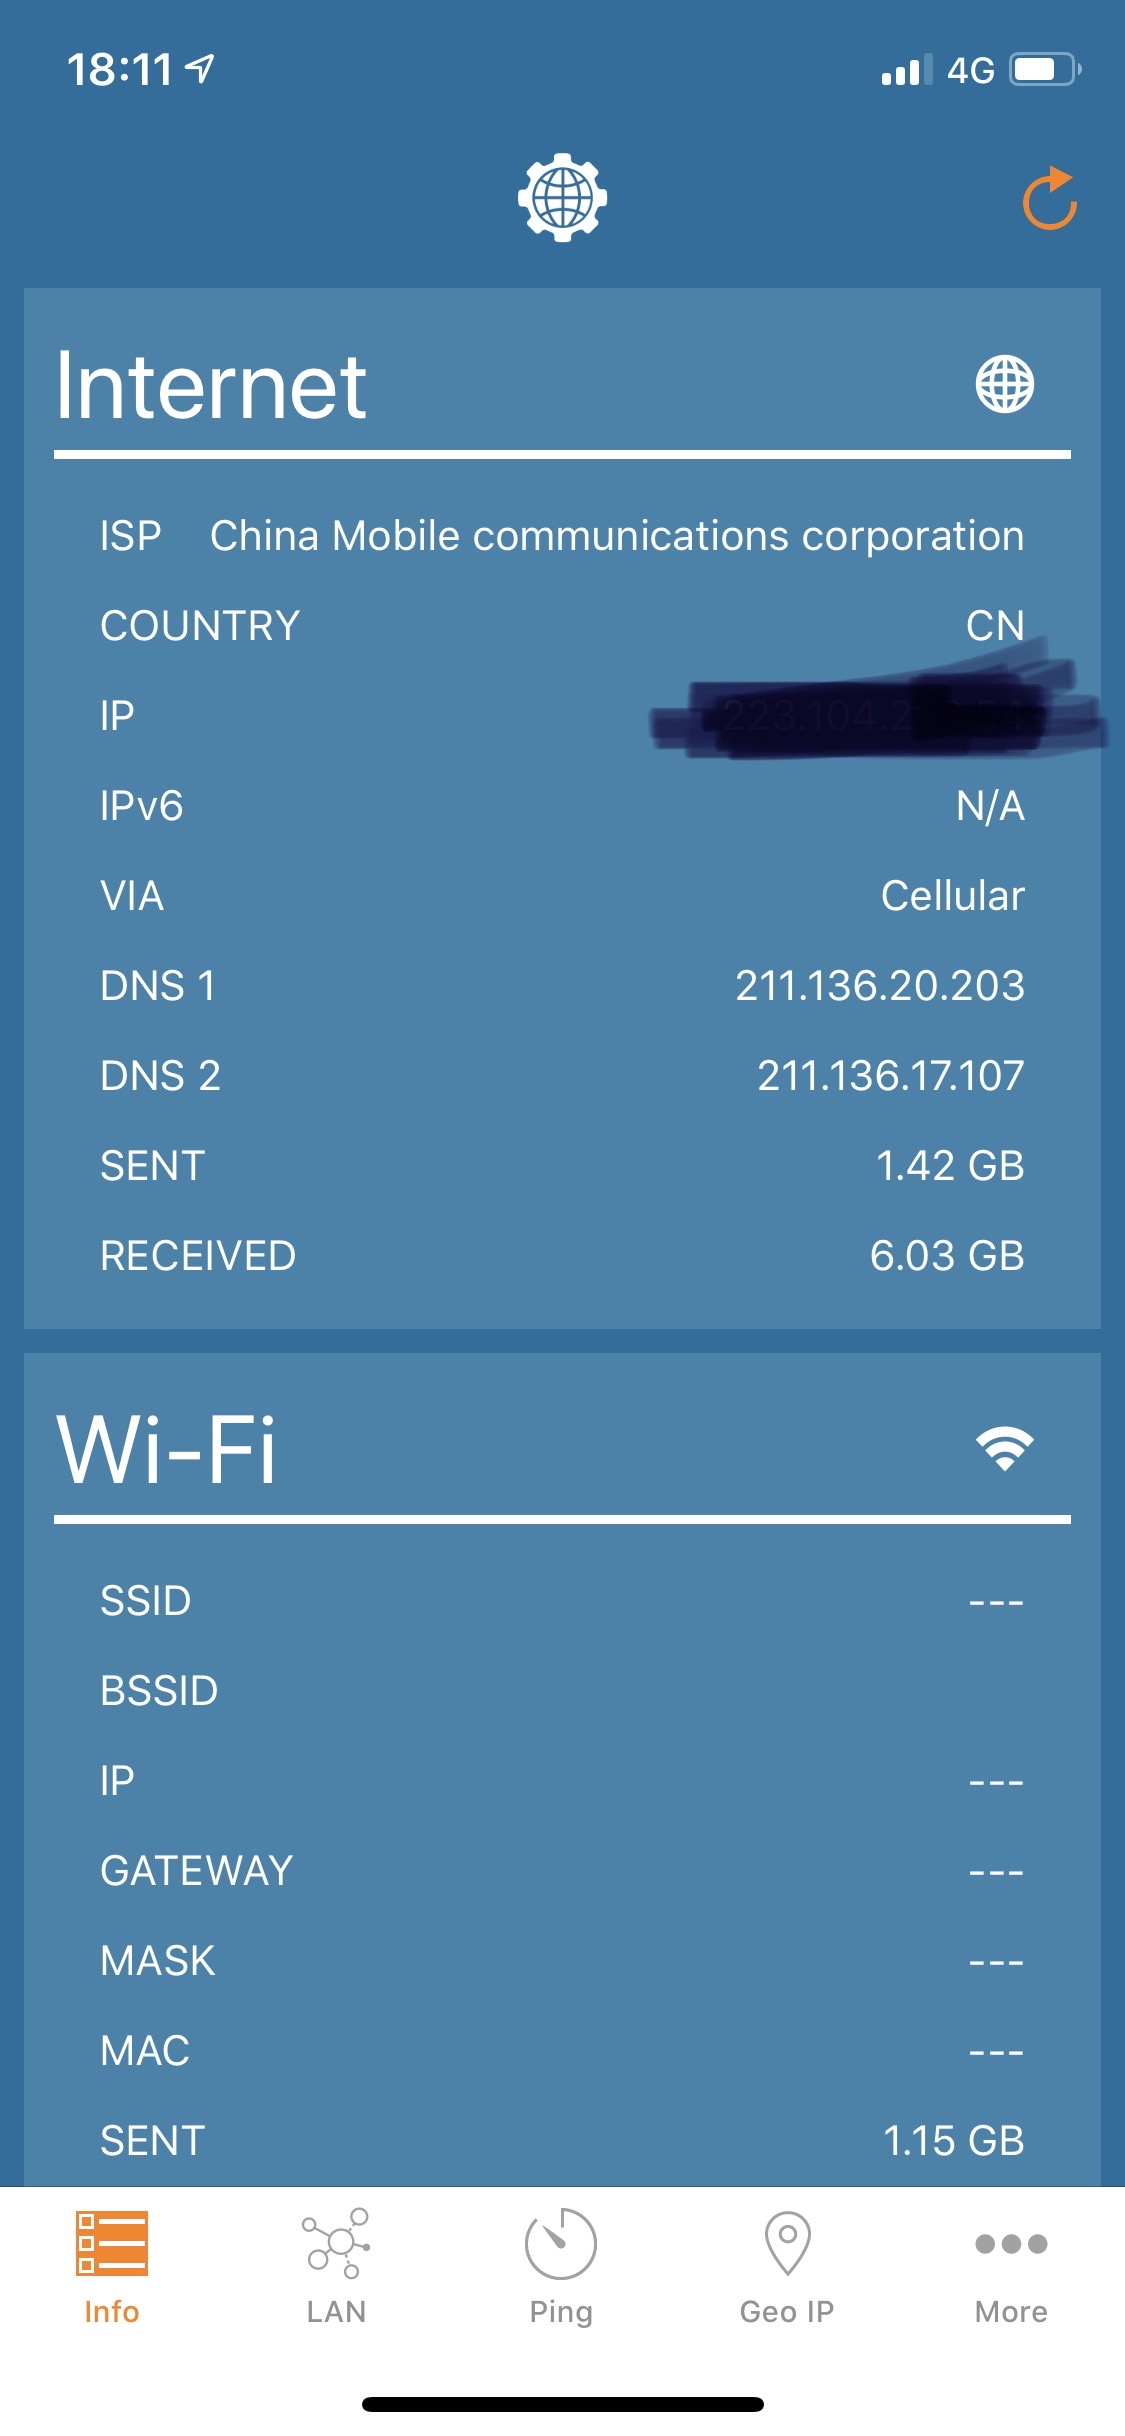 18:11
4G
Internet
ISP China Mobile communications corporation
COUNTRY CN
IP
IPv6 N/A
VIA Cellular
DNS 1 211.136.20.203
DNS 2 211.136.17.107
SENT 1.42 GB
RECEIVED 6.03 GB
Wi-Fi
SSID ---
BSSID
IP ---
GATEWAY ---
MASK ---
MAC ---
SENT 1.15 GB
Info LAN Ping Geo IP More